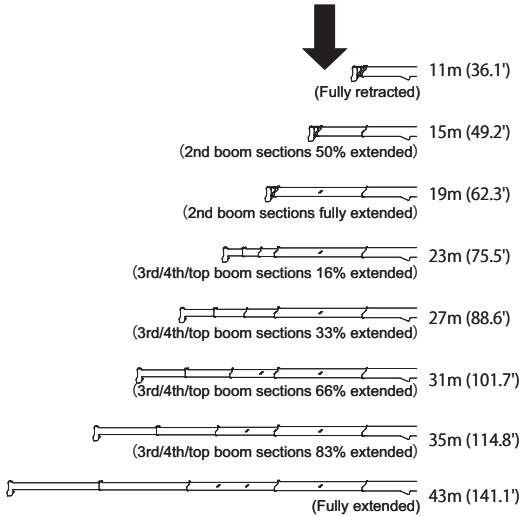 11m (36.1')
(Fully retracted)
15m (49.2')
(2nd boom sections 50% extended)
19m (62.3')
(2nd boom sections fully extended)
23m (75.5')
(3rd/4th/top boom sections 16% extended)
27m (88.6')
(3rd/4th/top boom sections 33% extended)
31m (101.7')
(3rd/4th/top boom sections 66% extended)
35m (114.8')
(3rd/4th/top boom sections 83% extended)
43m (141.1')
(Fully extended)